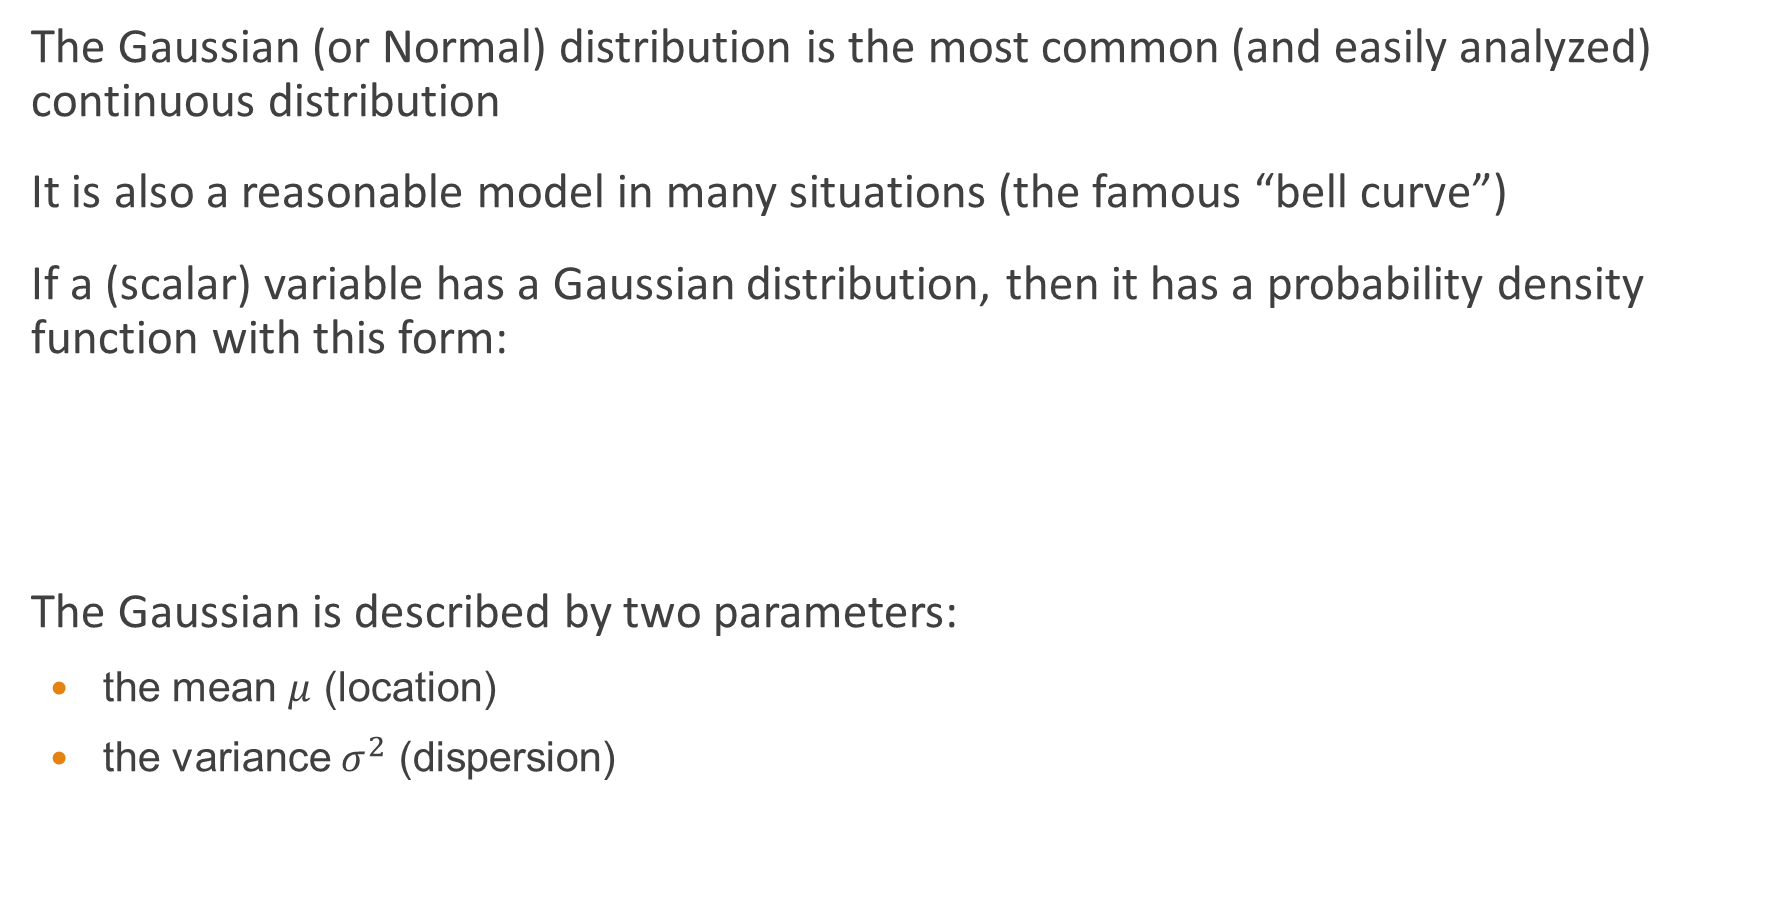 The Gaussian (or Normal) distribution is the most common (and easily analyzed)
continuous distribution
It is also a reasonable model in many situations (the famous “bell curve”)
If a (scalar) variable has a Gaussian distribution, then it has a probability density
function with this form:
The Gaussian is described by two parameters:
• the mean μ (location)
• the variance σ² (dispersion)